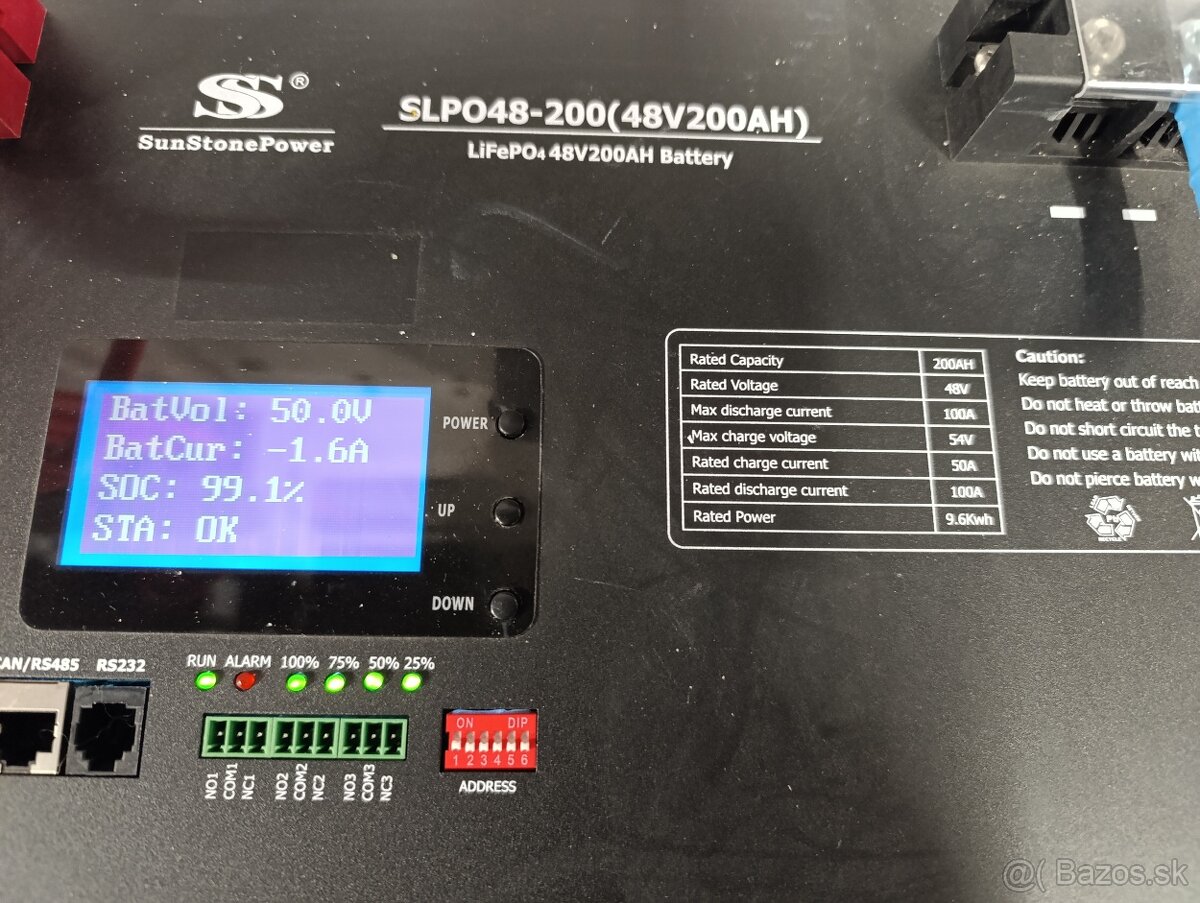 SS®
SunStonePower
SLPO48-200(48V200AH)
LiFePO4 48V200AH Battery
BatVol: 50.0V
BatCur: -1.6A
SOC: 99.1%
STA: OK
POWER
UP
DOWN
Rated Capacity 200AH
Rated Voltage 48V
Max discharge current 100A
Max charge voltage 54V
Rated charge current 50A
Rated discharge current 100A
Rated Power 9.6Kwh
Caution:
Keep battery out of reach
Do not heat or throw
Do not short circuit the
Do not use a battery
Do not pierce battery
RECYCLE
CAN/RS485 RS232
RUN ALARM 100% 75% 50% 25%
NO1 COM1 NC1 NO2 COM2 NC2 NO3 COM3 NC3
ON DIP
1 2 3 4 5 6
ADDRESS
@( Bazos.sk